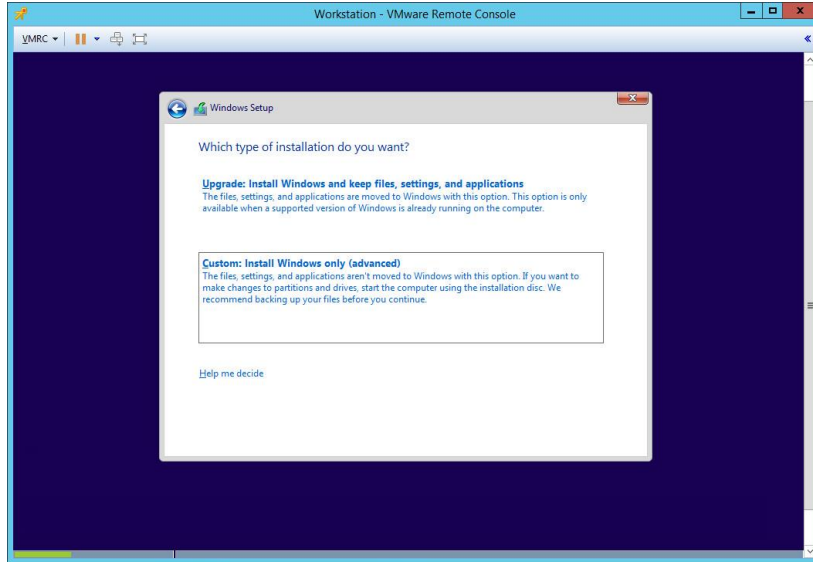 Workstation - VMware Remote Console
VMRC
Windows Setup
Which type of installation do you want?
Upgrade: Install Windows and keep files, settings, and applications
The files, settings, and applications are moved to Windows with this option. This option is only
available when a supported version of Windows is already running on the computer.
Custom: Install Windows only (advanced)
The files, settings, and applications aren't moved to Windows with this option. If you want to
make changes to partitions and drives, start the computer using the installation disc. We
recommend backing up your files before you continue.
Help me decide